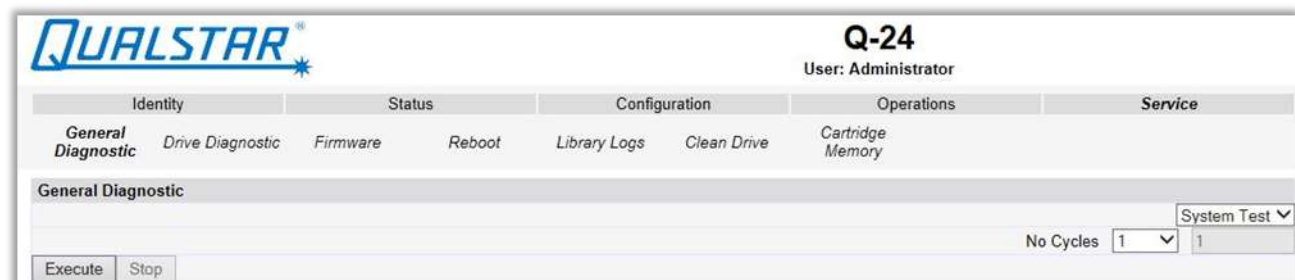 QUALSTAR®
Q-24
User: Administrator
Identity Status Configuration Operations Service
General Diagnostic Drive Diagnostic Firmware Reboot Library Logs Clean Drive Cartridge Memory
General Diagnostic
System Test
No Cycles 1 1
Execute Stop